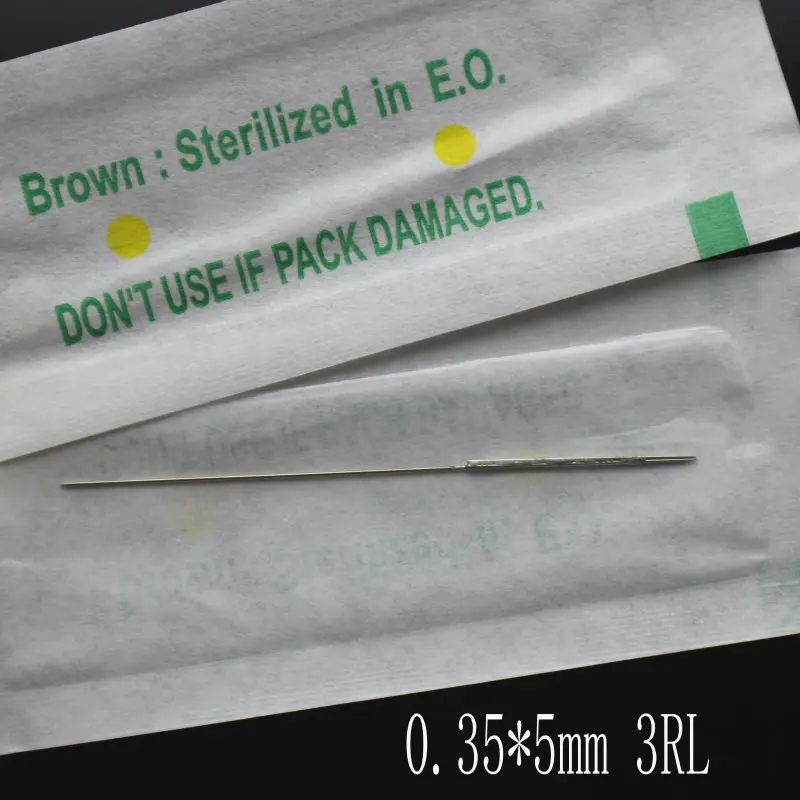 Brown : Sterilized in E.O.
DON'T USE IF PACK DAMAGED.
0.35*5mm 3RL